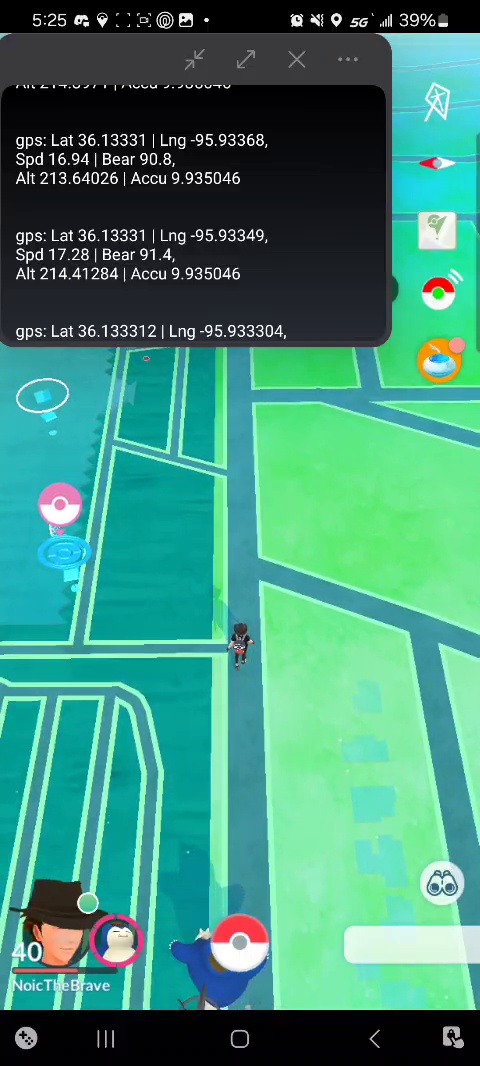 5:25
5G
39%
gps: Lat 36.13331 | Lng -95.93368,
Spd 16.94 | Bear 90.8,
Alt 213.64026 | Accu 9.935046
gps: Lat 36.13331 | Lng -95.93349,
Spd 17.28 | Bear 91.4,
Alt 214.41284 | Accu 9.935046
gps: Lat 36.133312 | Lng -95.933304,
40
NoicTheBrave